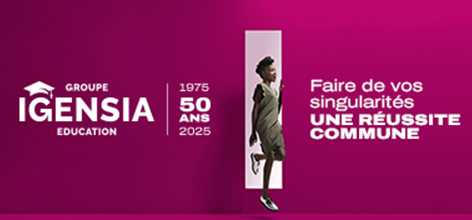 GROUPE
IGENSIA
EDUCATION
1975
50
ANS
2025
Faire de vos
singularités
UNE RÉUSSITE
COMMUNE